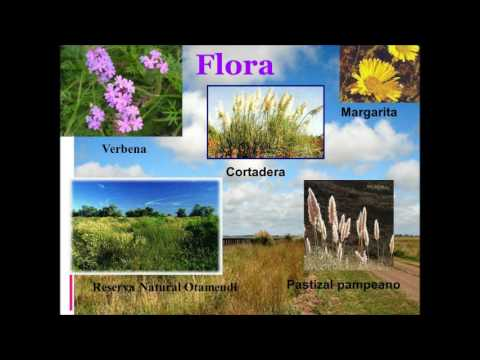 Flora
Margarita
Verbena
Cortadera
Reserva Natural Otamendi
Pastizal pampeano